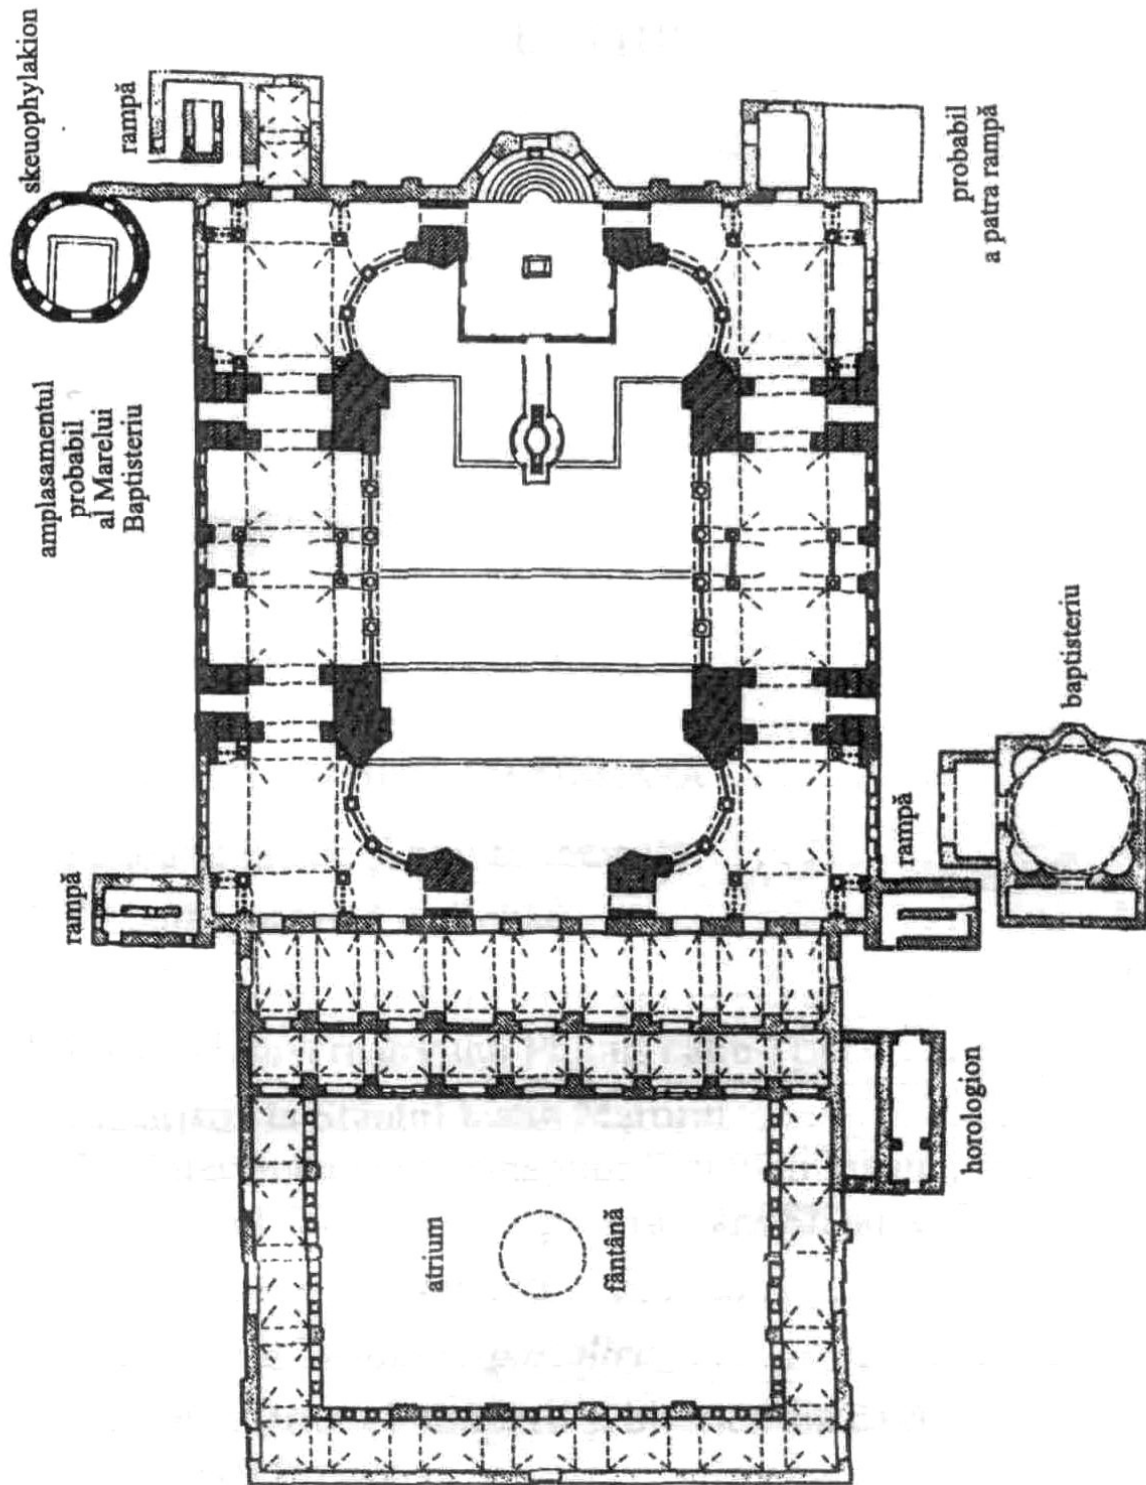 skeuophylakion
rampă
probabil
a patra rampă
amplasamentul
probabil
al Marelui
Baptisteriu
baptisteriu
rampă
rampă
horologion
atrium
fântână